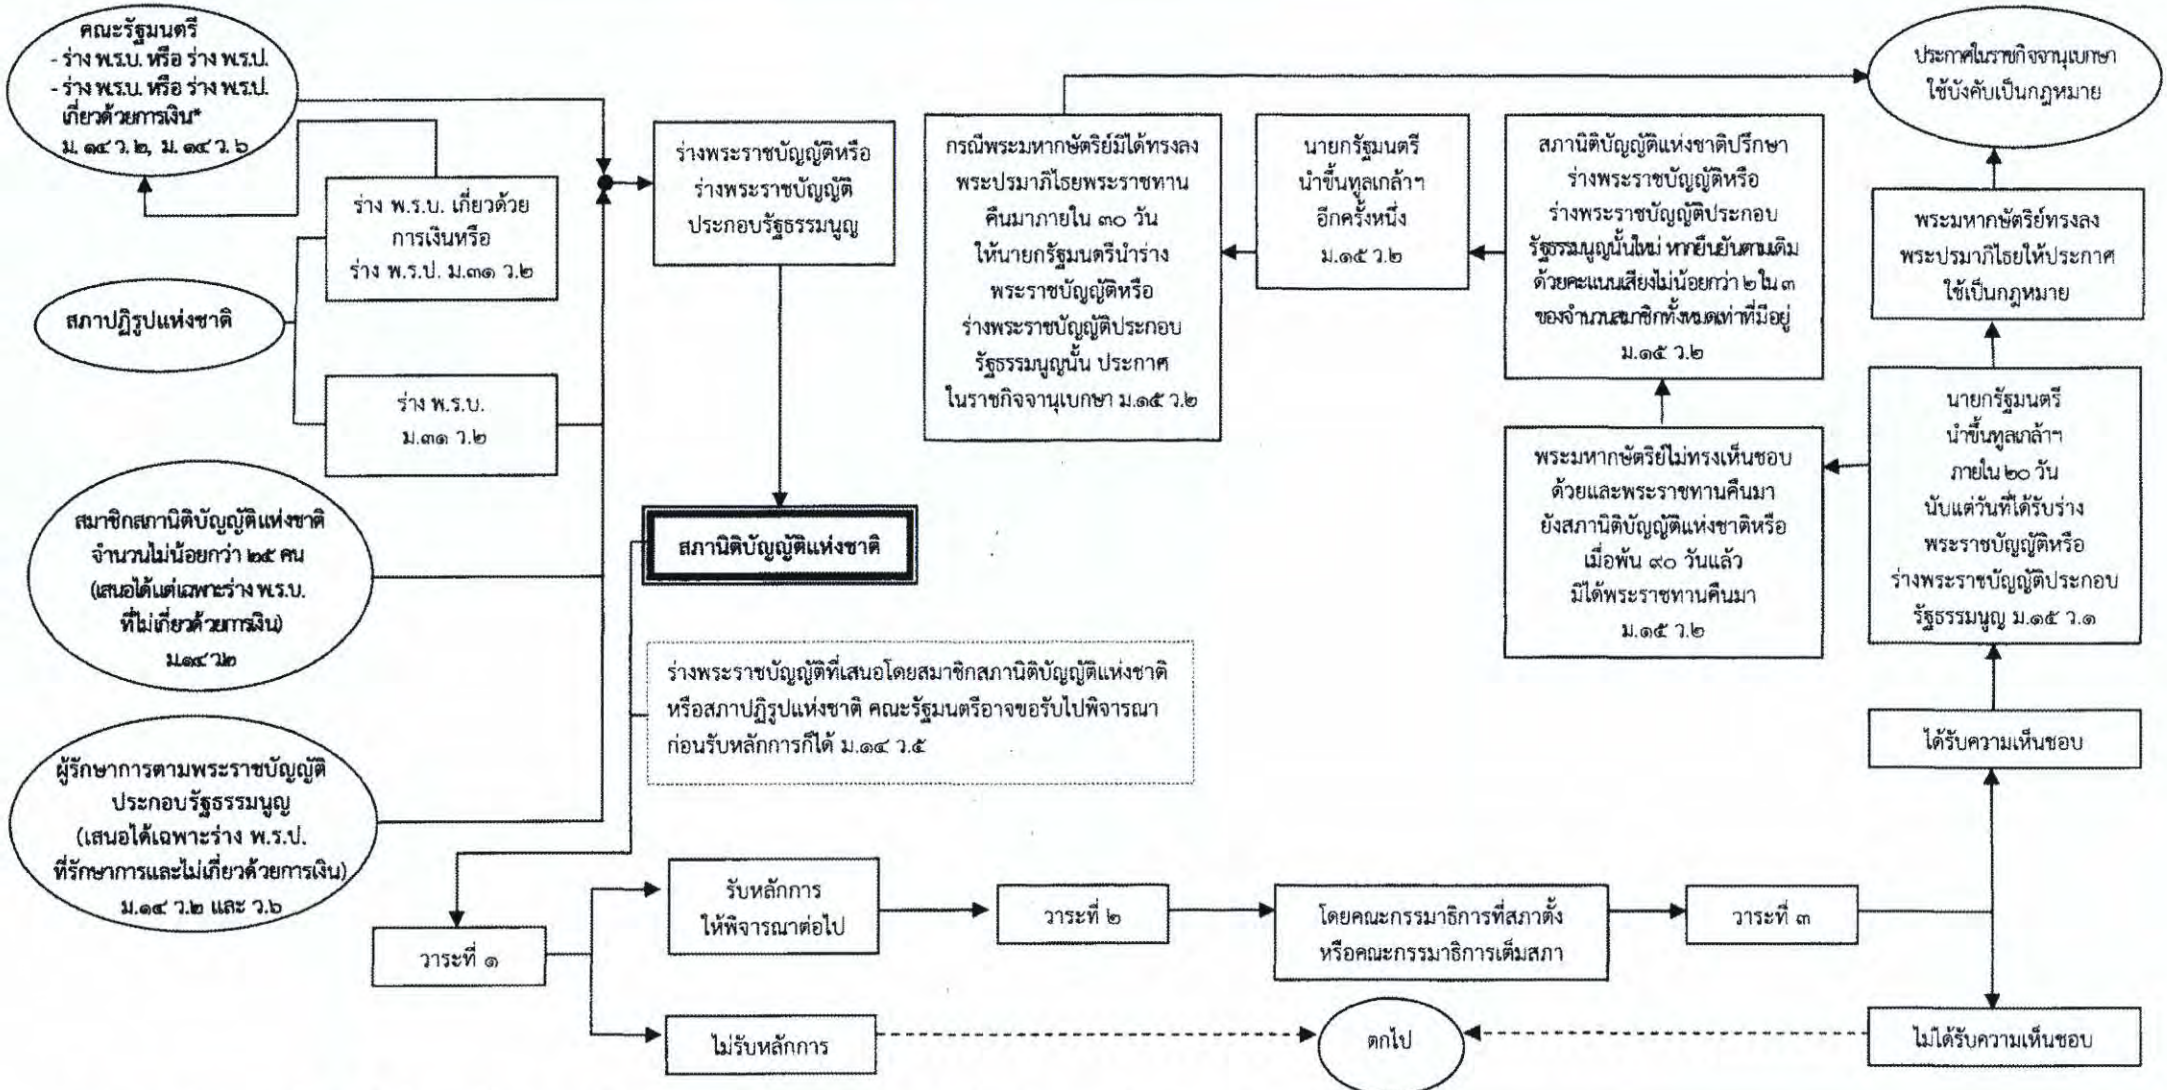 คณะรัฐมนตรี
- ร่าง พ.ร.บ. หรือ ร่าง พ.ร.ป.
- ร่าง พ.ร.บ. หรือ ร่าง พ.ร.ป.
เกี่ยวด้วยการเงิน*
ม. ๑๔ ว. ๒, ม. ๑๔ ว. ๖
ร่าง พ.ร.บ. เกี่ยวด้วย
การเงินหรือ
ร่าง พ.ร.ป. ม.๓๑ ว.๒
สภาปฏิรูปแห่งชาติ
ร่าง พ.ร.บ.
ม.๓๑ ว.๒
สมาชิกสภานิติบัญญัติแห่งชาติ
จำนวนไม่น้อยกว่า ๒๕ คน
(เสนอได้แต่เฉพาะร่าง พ.ร.บ.
ที่ไม่เกี่ยวด้วยการเงิน)
ม.๑๔ ว.๒
ผู้รักษาการตามพระราชบัญญัติ
ประกอบรัฐธรรมนูญ
(เสนอได้เฉพาะร่าง พ.ร.ป.
ที่รักษาการและไม่เกี่ยวด้วยการเงิน)
ม.๑๔ ว.๒ และ ว.๖
ร่างพระราชบัญญัติหรือ
ร่างพระราชบัญญัติ
ประกอบรัฐธรรมนูญ
สภานิติบัญญัติแห่งชาติ
ร่างพระราชบัญญัติที่เสนอโดยสมาชิกสภานิติบัญญัติแห่งชาติ
หรือสภาปฏิรูปแห่งชาติ คณะรัฐมนตรีอาจขอรับไปพิจารณา
ก่อนรับหลักการก็ได้ ม.๑๔ ว.๕
วาระที่ ๑
รับหลักการ
ให้พิจารณาต่อไป
ไม่รับหลักการ
วาระที่ ๒
โดยคณะกรรมาธิการที่สภาตั้ง
หรือคณะกรรมาธิการเต็มสภา
วาระที่ ๓
ตกไป
ไม่ได้รับความเห็นชอบ
ได้รับความเห็นชอบ
นายกรัฐมนตรี
นำขึ้นทูลเกล้าฯ
ภายใน ๒๐ วัน
นับแต่วันที่ได้รับร่าง
พระราชบัญญัติหรือ
ร่างพระราชบัญญัติประกอบ
รัฐธรรมนูญ ม.๑๕ ว.๑
พระมหากษัตริย์ทรงลง
พระปรมาภิไธยให้ประกาศ
ใช้เป็นกฎหมาย
ประกาศในราชกิจจานุเบกษา
ใช้บังคับเป็นกฎหมาย
พระมหากษัตริย์ไม่ทรงเห็นชอบ
ด้วยและพระราชทานคืนมา
ยังสภานิติบัญญัติแห่งชาติหรือ
เมื่อพ้น ๙๐ วันแล้ว
มิได้พระราชทานคืนมา
ม.๑๕ ว.๒
สภานิติบัญญัติแห่งชาติปรึกษา
ร่างพระราชบัญญัติหรือ
ร่างพระราชบัญญัติประกอบ
รัฐธรรมนูญนั้นใหม่ หากยืนยันตามเดิม
ด้วยคะแนนเสียงไม่น้อยกว่า ๒ ใน ๓
ของจำนวนสมาชิกทั้งหมดเท่าที่มีอยู่
ม.๑๕ ว.๒
นายกรัฐมนตรี
นำขึ้นทูลเกล้าฯ
อีกครั้งหนึ่ง
ม.๑๕ ว.๒
กรณีพระมหากษัตริย์มิได้ทรงลง
พระปรมาภิไธยพระราชทาน
คืนมาภายใน ๓๐ วัน
ให้นายกรัฐมนตรีนำร่าง
พระราชบัญญัติหรือ
ร่างพระราชบัญญัติประกอบ
รัฐธรรมนูญนั้น ประกาศ
ในราชกิจจานุเบกษา ม.๑๕ ว.๒